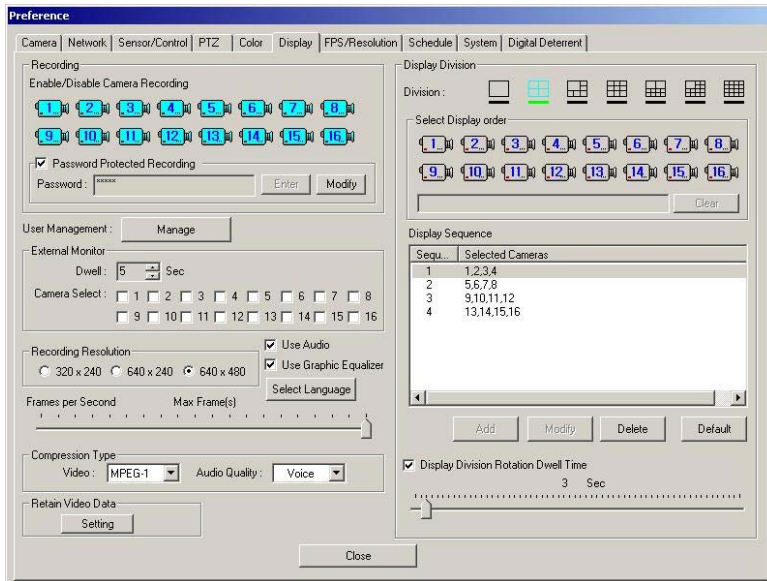 Preference
Camera Network Sensor/Control PTZ Color Display FPS/Resolution Schedule System Digital Deterrent
Recording
Enable/Disable Camera Recording
1 2 3 4 5 6 7 8
9 10 11 12 13 14 15 16
Password Protected Recording
Password : xxxxx Enter Modify
User Management : Manage
External Monitor
Dwell : 5 Sec
Camera Select : 1 2 3 4 5 6 7 8
9 10 11 12 13 14 15 16
Recording Resolution
320 x 240 640 x 240 640 x 480
Use Audio
Use Graphic Equalizer
Select Language
Frames per Second Max Frame(s)
Compression Type
Video : MPEG-1 Audio Quality : Voice
Retain Video Data
Setting
Display Division
Division :
Select Display order
1 2 3 4 5 6 7 8
9 10 11 12 13 14 15 16
Clear
Display Sequence
Sequ... Selected Cameras
1 1,2,3,4
2 5,6,7,8
3 9,10,11,12
4 13,14,15,16
Add Modify Delete Default
Display Division Rotation Dwell Time
3 Sec
Close